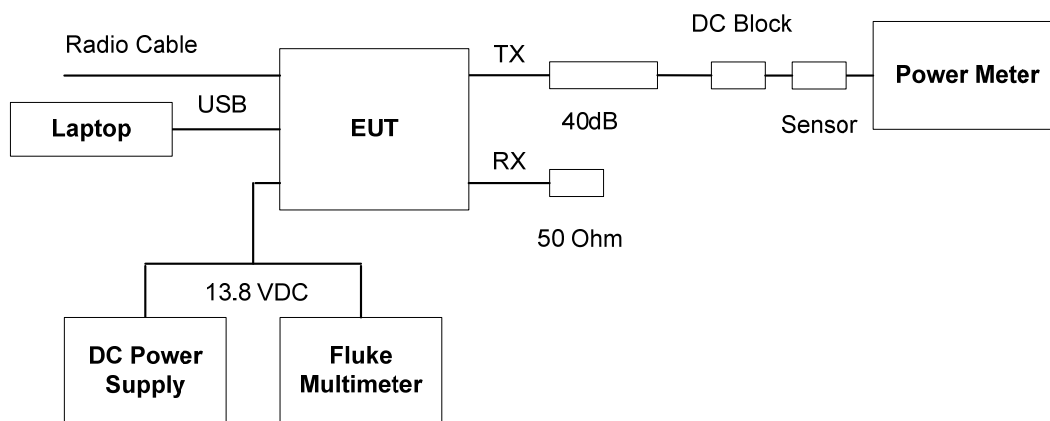 Radio Cable
TX
DC Block
Power Meter
USB
Laptop
EUT
40dB
Sensor
RX
50 Ohm
13.8 VDC
DC Power
Supply
Fluke
Multimeter